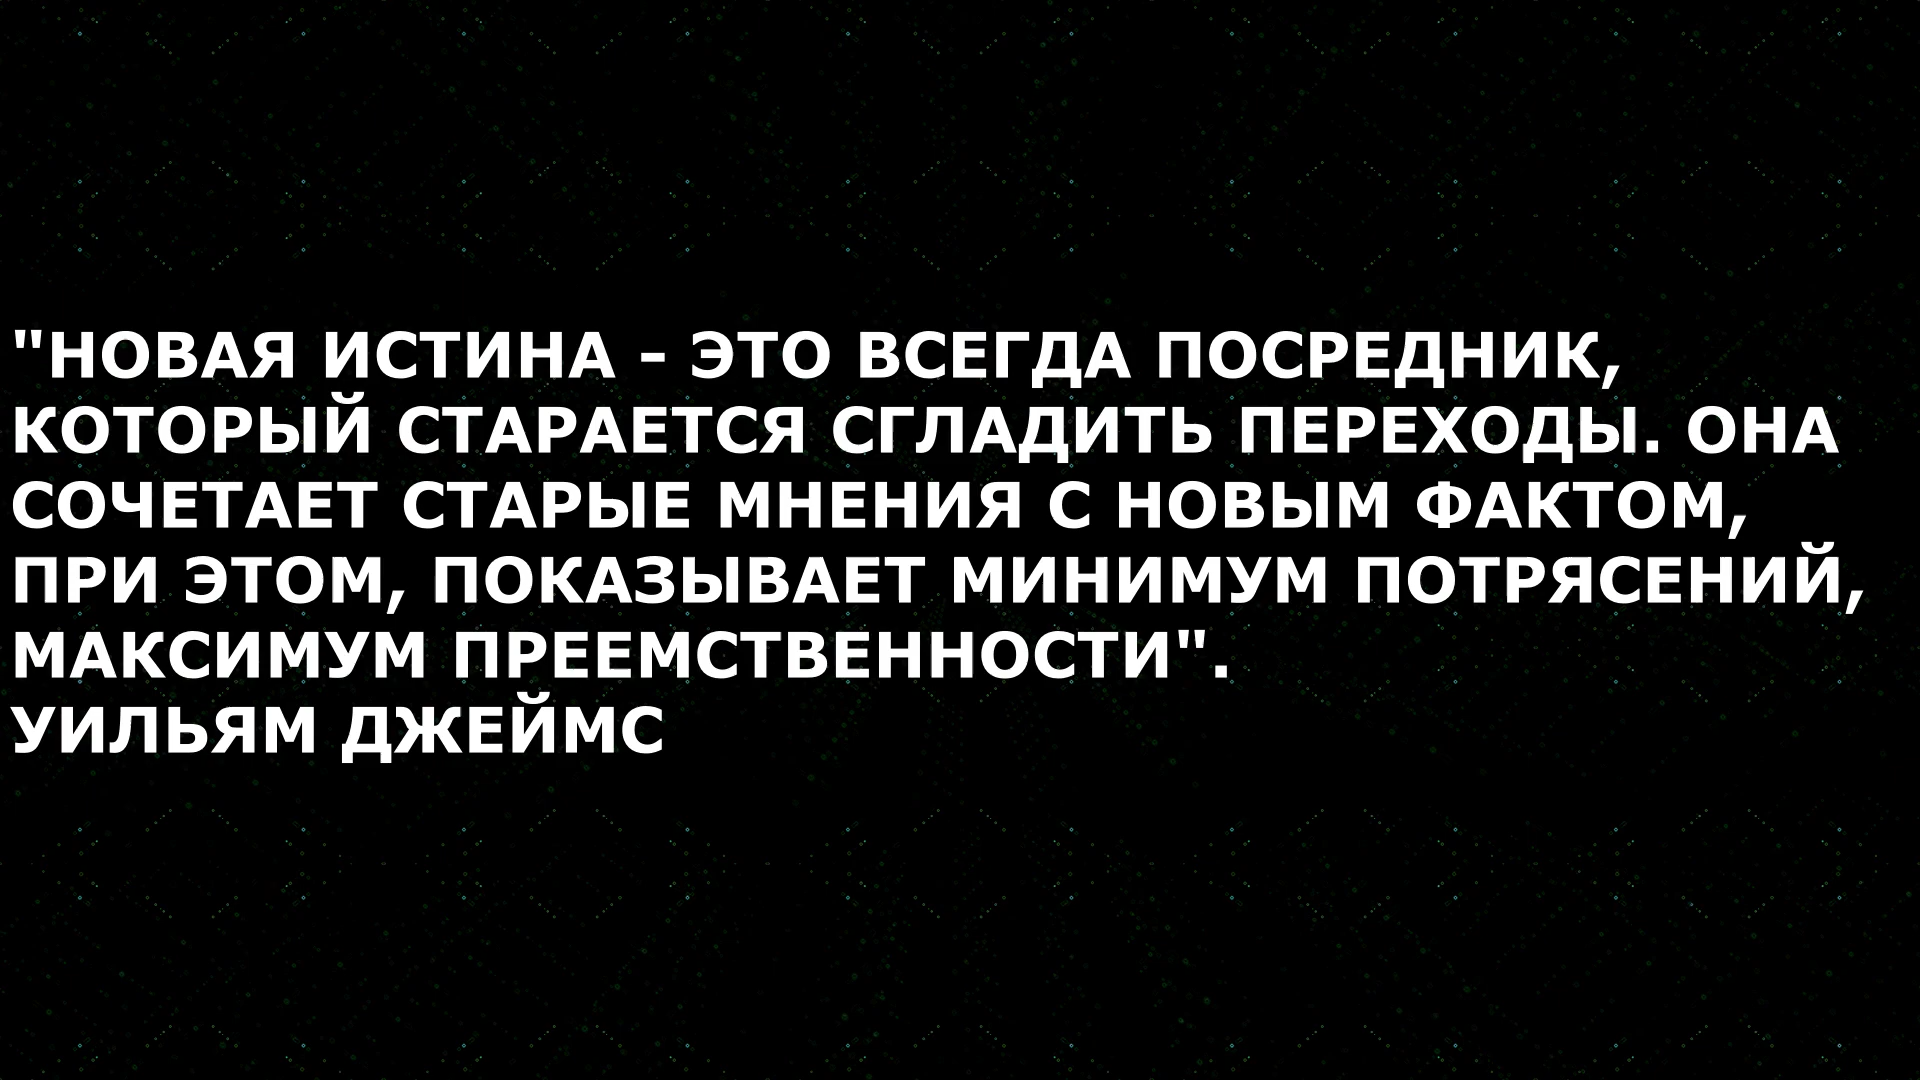 "НОВАЯ ИСТИНА – ЭТО ВСЕГДА ПОСРЕДНИК,
КОТОРЫЙ СТАРАЕТСЯ СГЛАДИТЬ ПЕРЕХОДЫ. ОНА
СОЧЕТАЕТ СТАРЫЕ МНЕНИЯ С НОВЫМ ФАКТОМ,
ПРИ ЭТОМ, ПОКАЗЫВАЕТ МИНИМУМ ПОТРЯСЕНИЙ,
МАКСИМУМ ПРЕЕМСТВЕННОСТИ".
УИЛЬЯМ ДЖЕЙМС